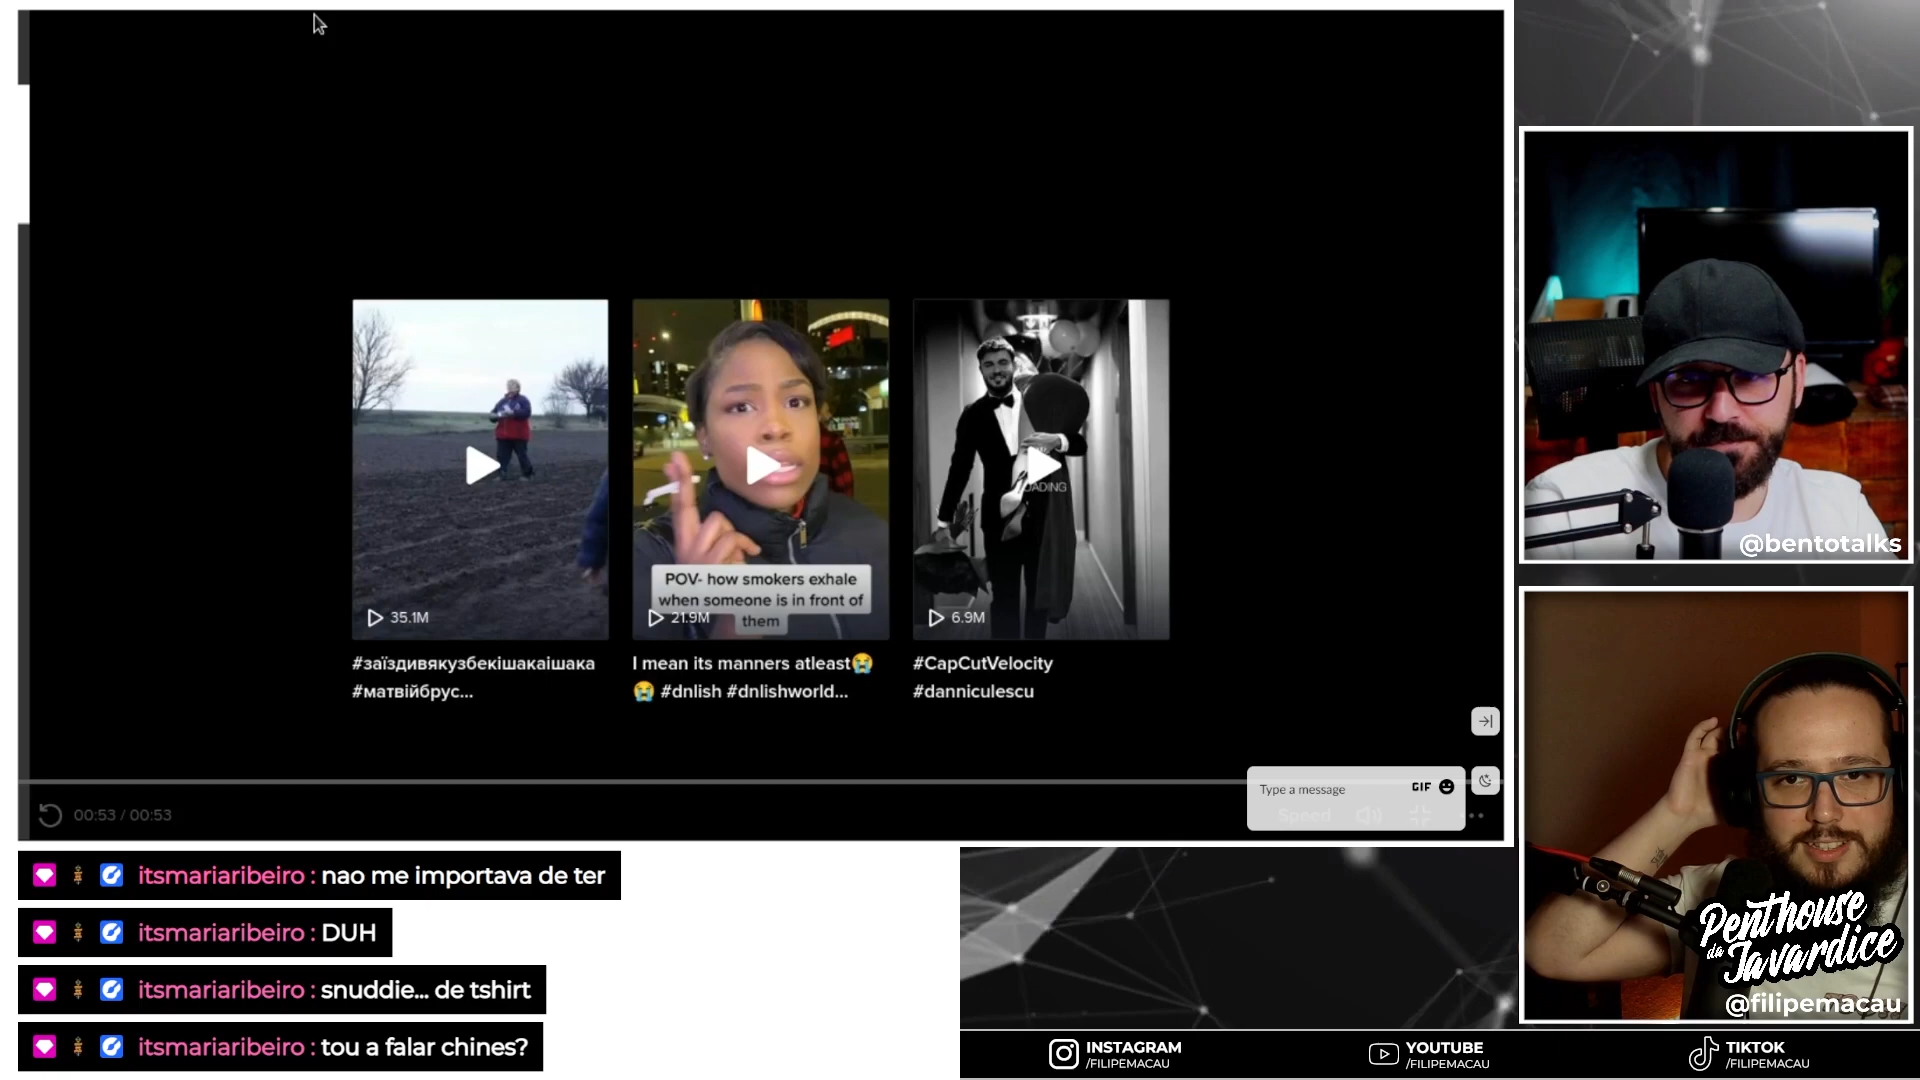 LOADING
POV- how smokers exhale
when someone is in front of
them
35.1M
21.9M
6.9M
#заїздивякузбекішакаішака
#матвійбрус...
I mean its manners atleast😭
😭 #dnlish #dnlishworld...
#CapCutVelocity
#danniculescu
Type a message
GIF
Speed
00:53 / 00:53
@bentotalks
Penthouse
da
Javardice
@filipemacau
itsmariaribeiro : nao me importava de ter
itsmariaribeiro : DUH
itsmariaribeiro : snuddie... de tshirt
itsmariaribeiro : tou a falar chines?
INSTAGRAM
/FILIPEMACAU
YOUTUBE
/FILIPEMACAU
TIKTOK
/FILIPEMACAU